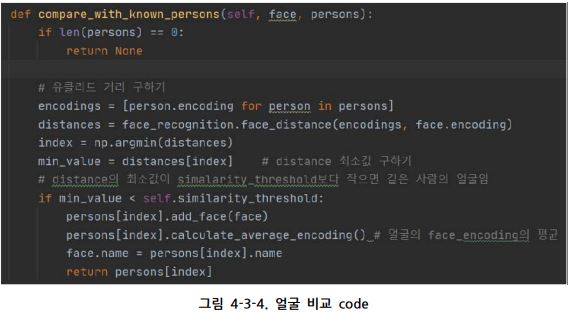 def compare_with_known_persons(self, face, persons):
if len(persons) == 0:
return None
# 유클리드 거리 구하기
encodings = [person.encoding for person in persons]
distances = face_recognition.face_distance(encodings, face.encoding)
index = np.argmin(distances)
min_value = distances[index] # distance 최소값 구하기
# distance의 최소값이 simalarity_threshold보다 작으면 같은 사람의 얼굴임
if min_value < self.similarity_threshold:
persons[index].add_face(face)
persons[index].calculate_average_encoding() # 얼굴의 face_encoding의 평균
face.name = persons[index].name
return persons[index]
그림 4-3-4. 얼굴 비교 code